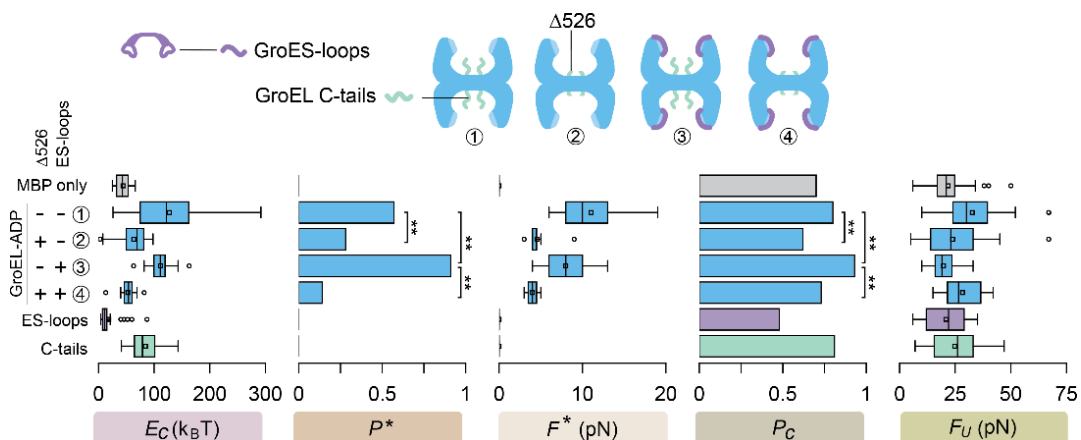 Δ526
GroES-loops
GroEL C-tails
① ② ③ ④
Δ526
ES-loops
MBP only
GroEL-ADP
- - ①
+ - ②
- + ③
+ + ④
ES-loops
C-tails
**
**
**
**
**
**
0 100 200 300
0 0.5 1
0 10 20
0 0.5 1
0 25 50 75
E_C (k_BT)
P*
F* (pN)
P_C
F_U (pN)